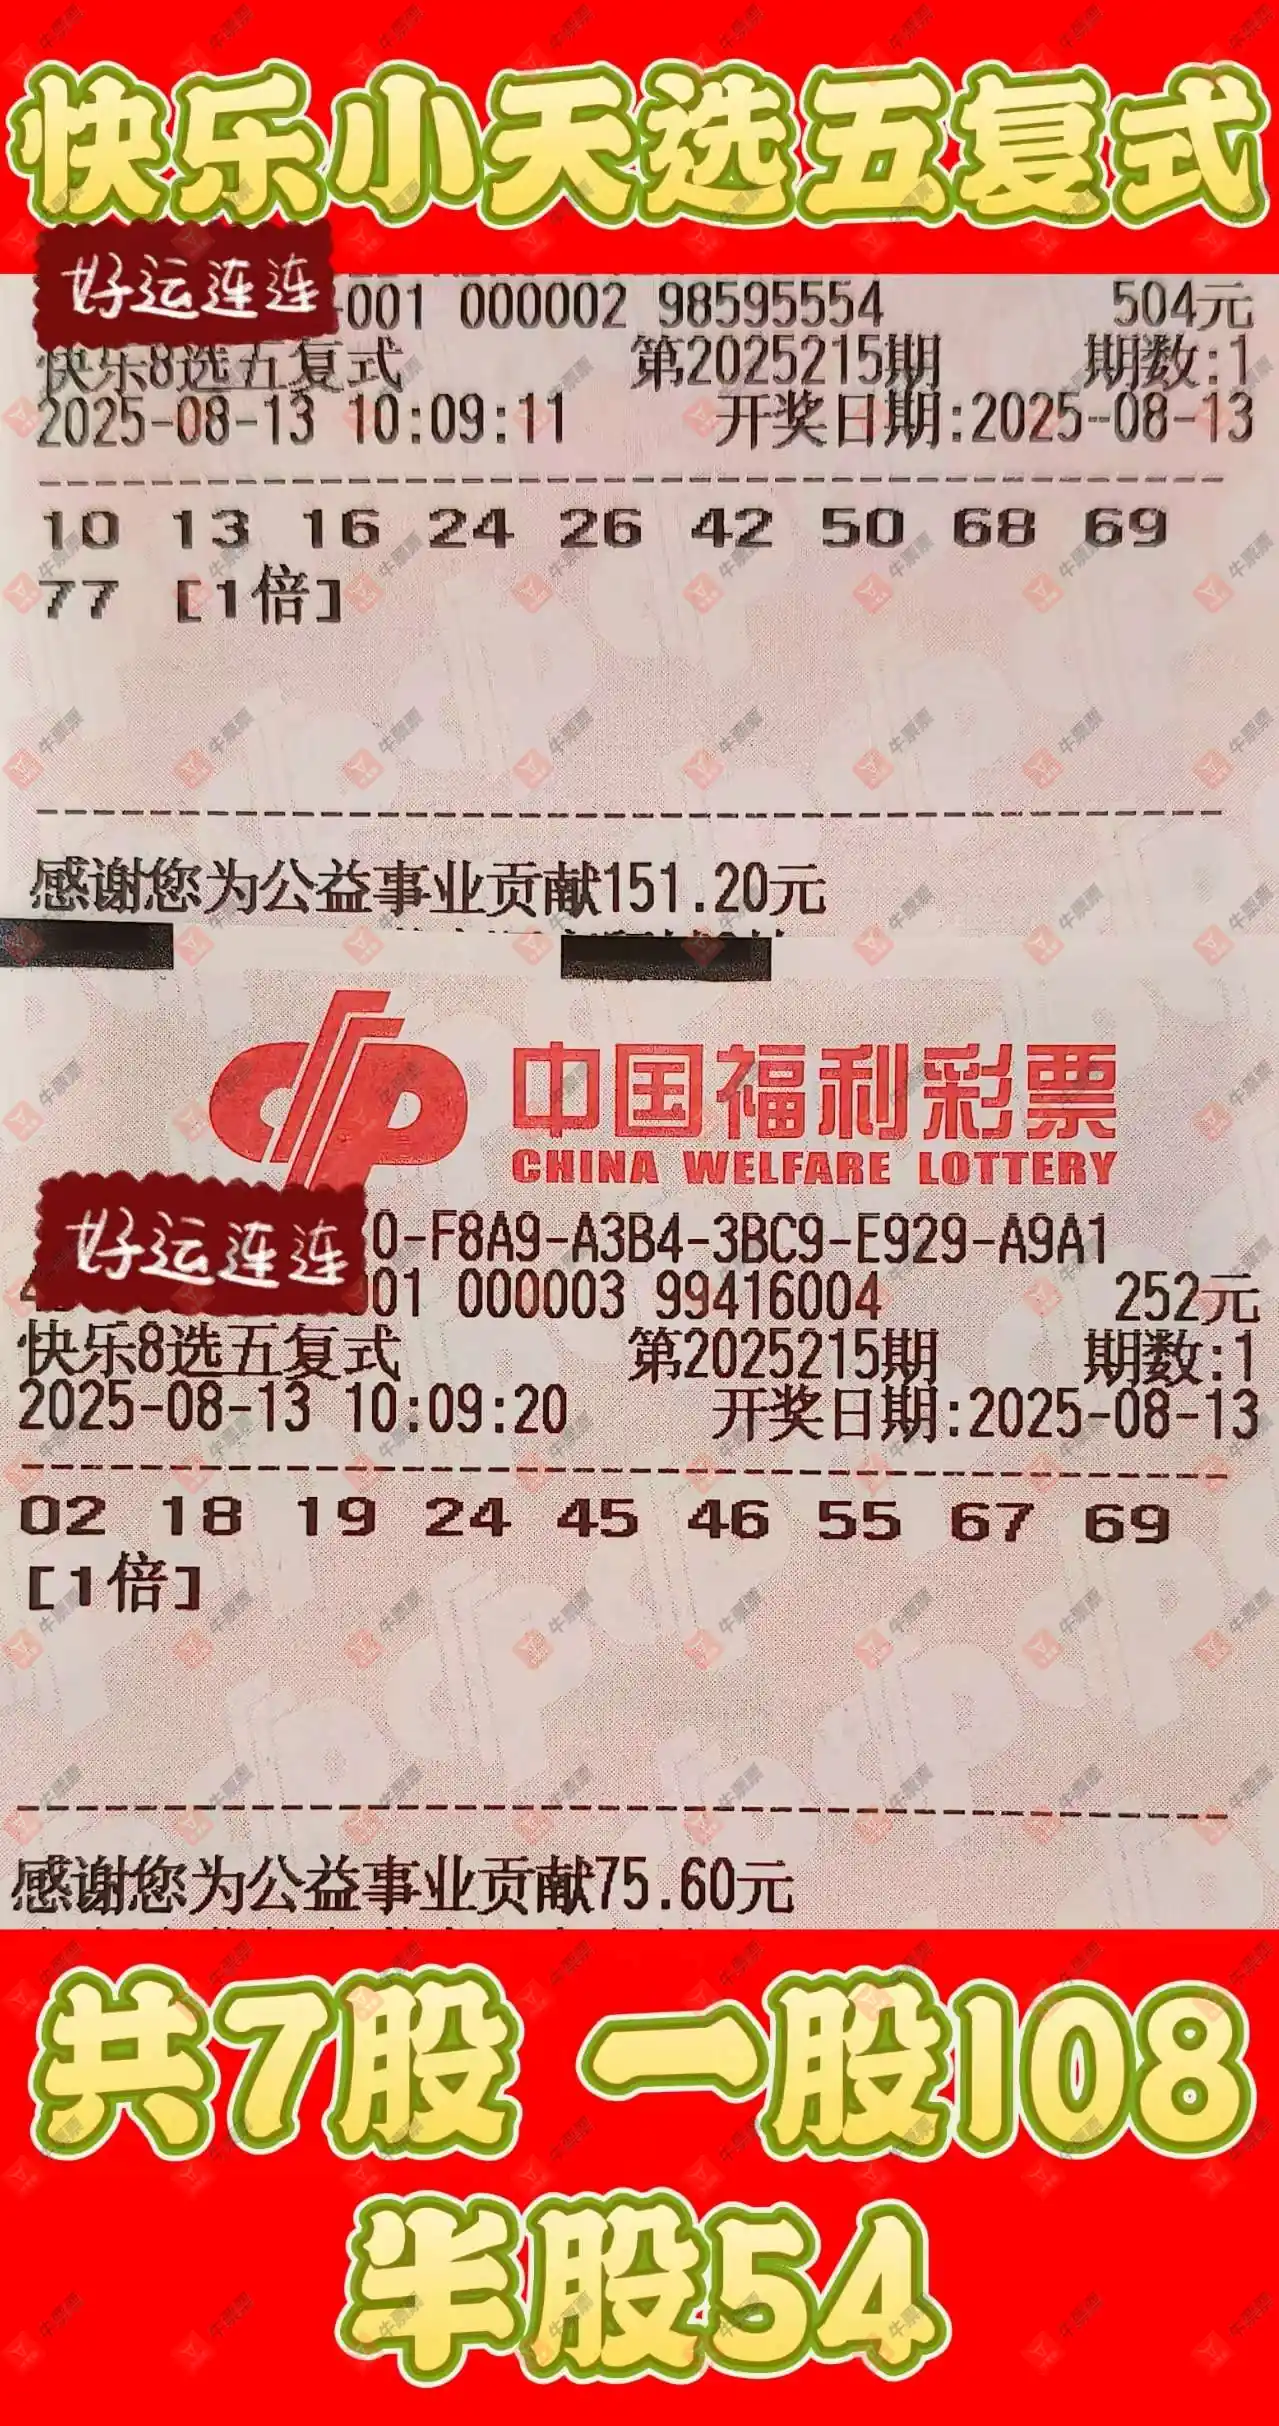 快乐小天选五复式
好运连连
-001 000002 98595554 504元
快乐8选五复式 第2025215期 期数:1
2025-08-13 10:09:11 开奖日期:2025-08-13
10 13 16 24 26 42 50 68 69
77 [1倍]
感谢您为公益事业贡献151.20元
中国福利彩票
CHINA WELFARE LOTTERY
好运连连
0-F8A9-A3B4-3BC9-E929-A9A1
001 000003 99416004 252元
快乐8选五复式 第2025215期 期数:1
2025-08-13 10:09:20 开奖日期:2025-08-13
02 18 19 24 45 46 55 67 69
[1倍]
感谢您为公益事业贡献75.60元
共7股 一股108
半股54